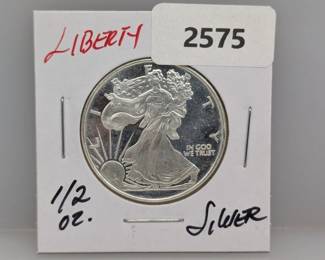 LIBERTY
2575
IN GOD
WE TRUST
1/2
oz.
SILVER